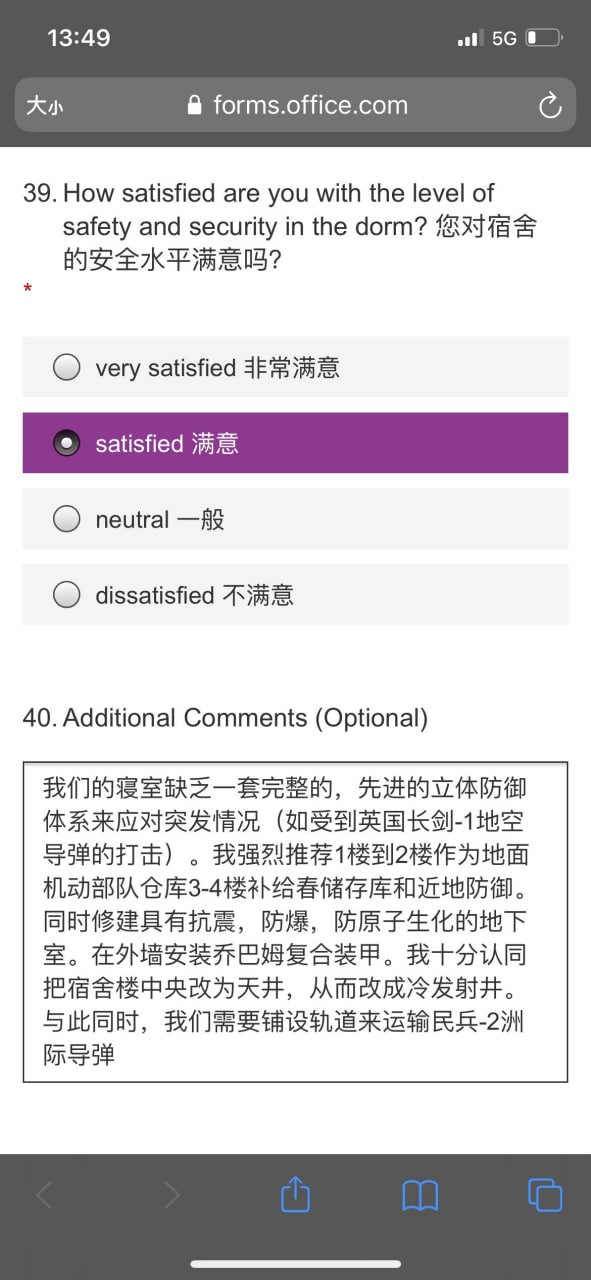 13:49
5G
大小 forms.office.com
39. How satisfied are you with the level of
safety and security in the dorm? 您对宿舍
的安全水平满意吗?
*
very satisfied 非常满意
satisfied 满意
neutral 一般
dissatisfied 不满意
40. Additional Comments (Optional)
我们的寝室缺乏一套完整的，先进的立体防御
体系来应对突发情况（如受到英国长剑-1地空
导弹的打击）。我强烈推荐1楼到2楼作为地面
机动部队仓库3-4楼补给春储存库和近地防御。
同时修建具有抗震，防爆，防原子生化的地下
室。在外墙安装乔巴姆复合装甲。我十分认同
把宿舍楼中央改为天井，从而改成冷发射井。
与此同时，我们需要铺设轨道来运输民兵-2洲
际导弹